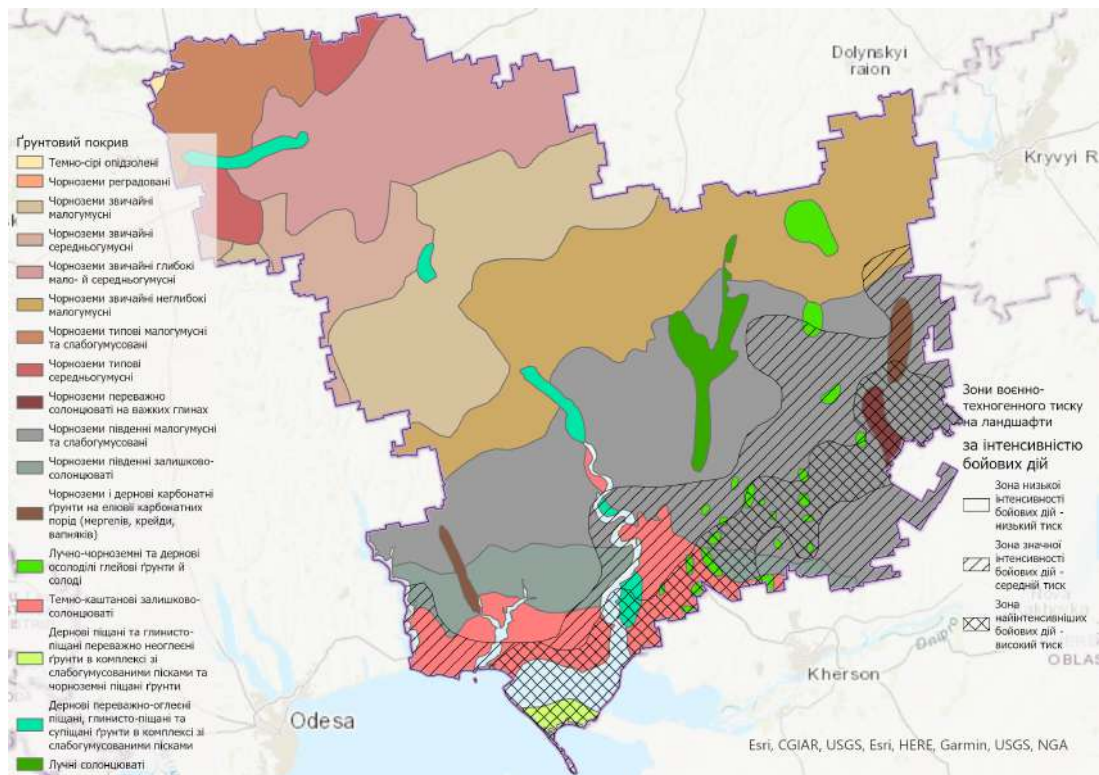 Dolynskyi
raion
Kryvyi R
Ґрунтовий покрив
Темно-сірі опідзолені
Чорноземи реградовані
Чорноземи звичайні
малогумусні
Чорноземи звичайні
середньогумусні
Чорноземи звичайні глибокі
мало- й середньогумусні
Чорноземи звичайні неглибокі
малогумусні
Чорноземи типові малогумусні
та слабогумусовані
Чорноземи типові
середньогумусні
Чорноземи переважно
солонцюваті на важких глинах
Чорноземи південні малогумусні
та слабогумусовані
Чорноземи південні залишково-
солонцюваті
Чорноземи і дернові карбонатні
ґрунти на елювії карбонатних
порід (мергелів, крейди,
вапняків)
Лучно-чорноземні та дернові
осолоділі глейові ґрунти й
солоді
Темно-каштанові залишково-
солонцюваті
Дернові піщані та глинисто-
піщані переважно неоглеєні
ґрунти в комплексі зі
слабогумусованими пісками та
чорноземні піщані ґрунти
Дернові переважно-оглеєні
піщані, глинисто-піщані та
супіщані ґрунти в комплексі зі
слабогумусованими пісками
Лучні солонцюваті
Зони воєнно-
техногенного тиску
на ландшафти
за інтенсивністю
бойових дій
Зона низької
інтенсивності
бойових дій -
низький тиск
Зона значної
інтенсивності
бойових дій -
середній тиск
Зона
найінтенсивніших
бойових дій -
високий тиск
OBLAS
Kherson
Odesa
Esri, CGIAR, USGS, Esri, HERE, Garmin, USGS, NGA